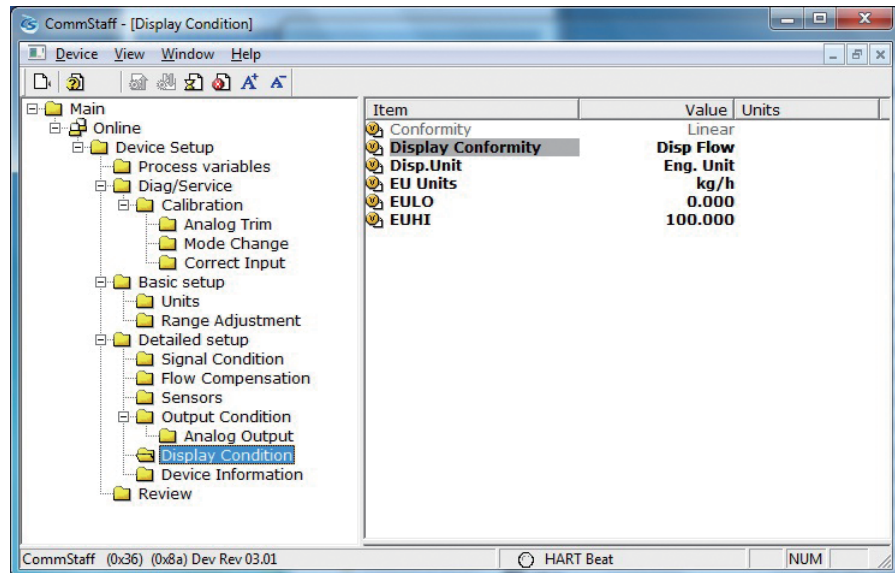 CommStaff - [Display Condition]
Device View Window Help
Main
Online
Device Setup
Process variables
Diag/Service
Calibration
Analog Trim
Mode Change
Correct Input
Basic setup
Units
Range Adjustment
Detailed setup
Signal Condition
Flow Compensation
Sensors
Output Condition
Analog Output
Display Condition
Device Information
Review
Item Value Units
Conformity Linear
Display Conformity Disp Flow
Disp.Unit Eng. Unit
EU Units kg/h
EULO 0.000
EUHI 100.000
CommStaff (0x36) (0x8a) Dev Rev 03.01 HART Beat NUM